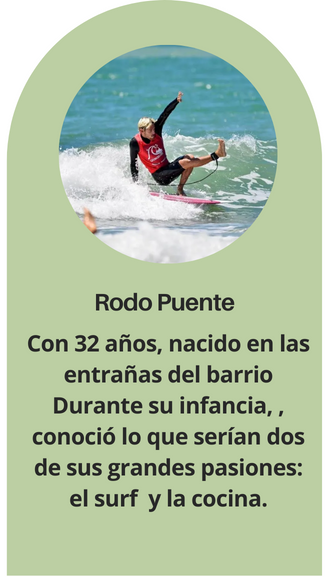 Rodo Puente
Con 32 años, nacido en las
entrañas del barrio
Durante su infancia, ,
conoció lo que serían dos
de sus grandes pasiones:
el surf  y la cocina.